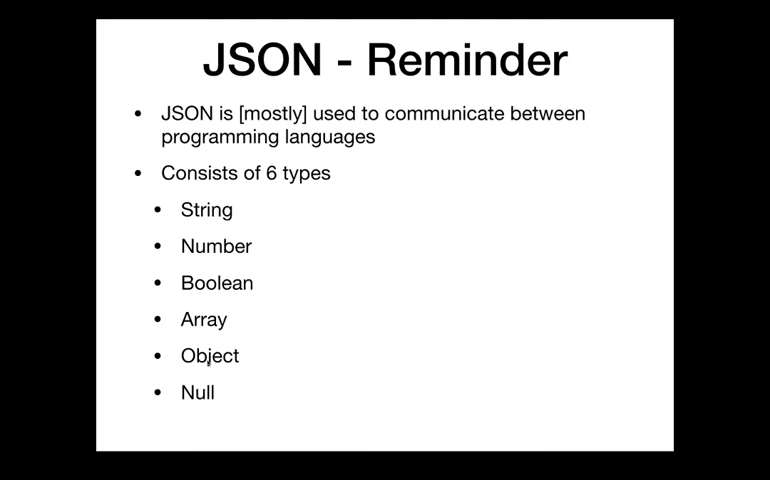 JSON - Reminder
• JSON is [mostly] used to communicate between
programming languages
• Consists of 6 types
• String
• Number
• Boolean
• Array
• Object
• Null